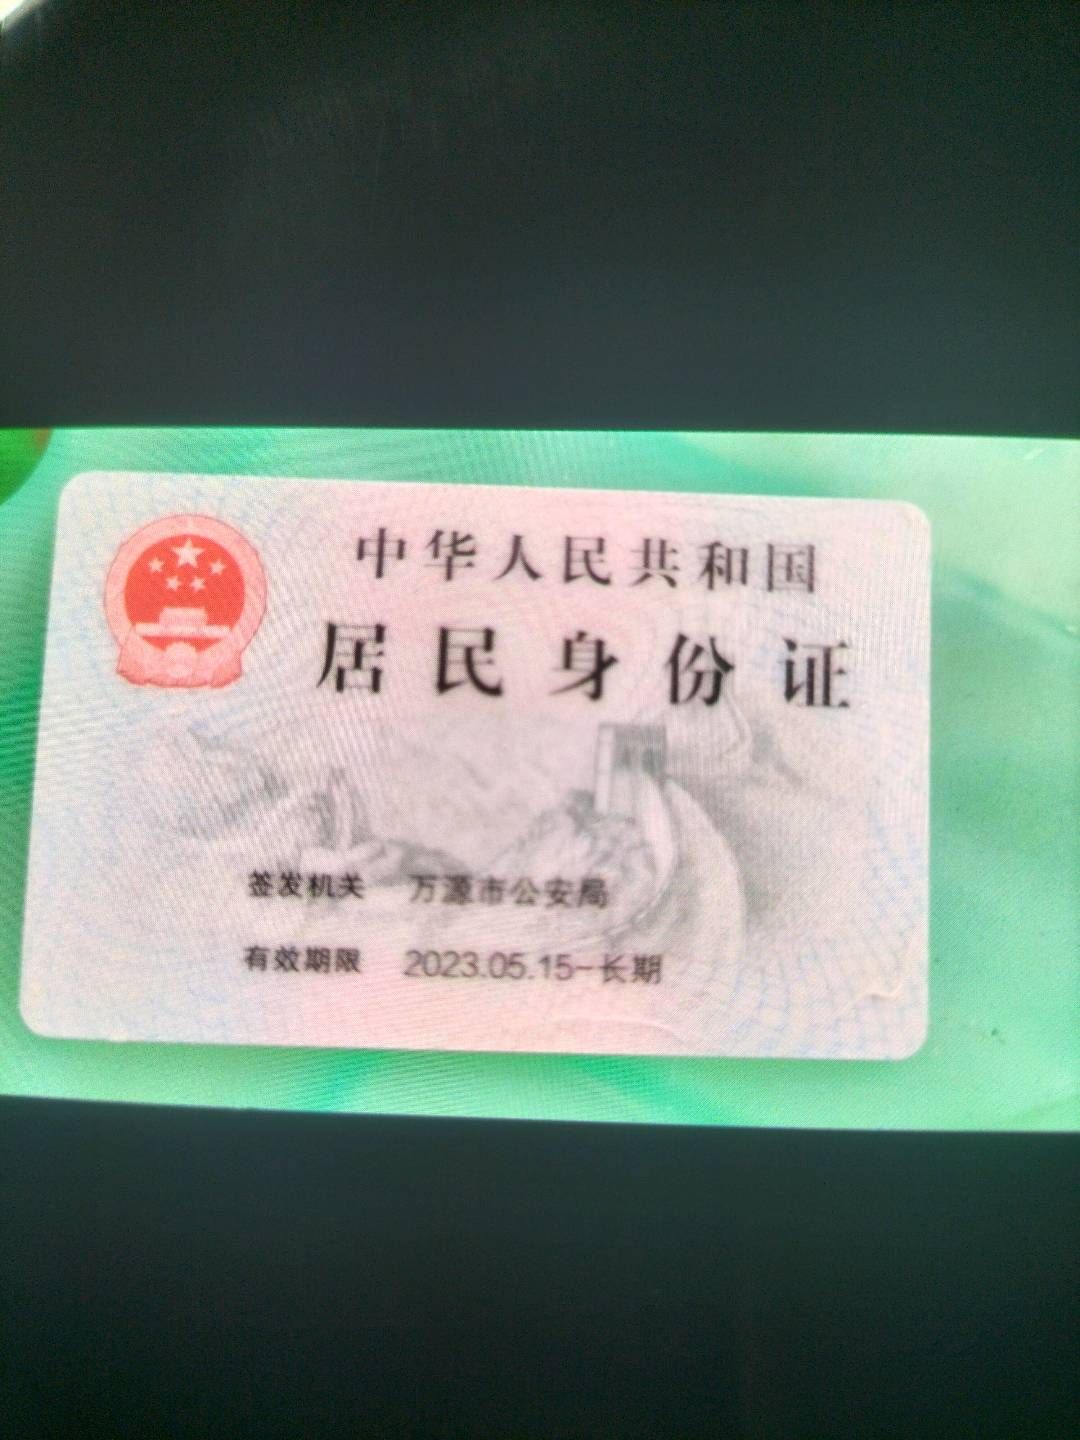 中华人民共和国
居民身份证
签发机关 万源市公安局
有效期限 2023.05.15-长期